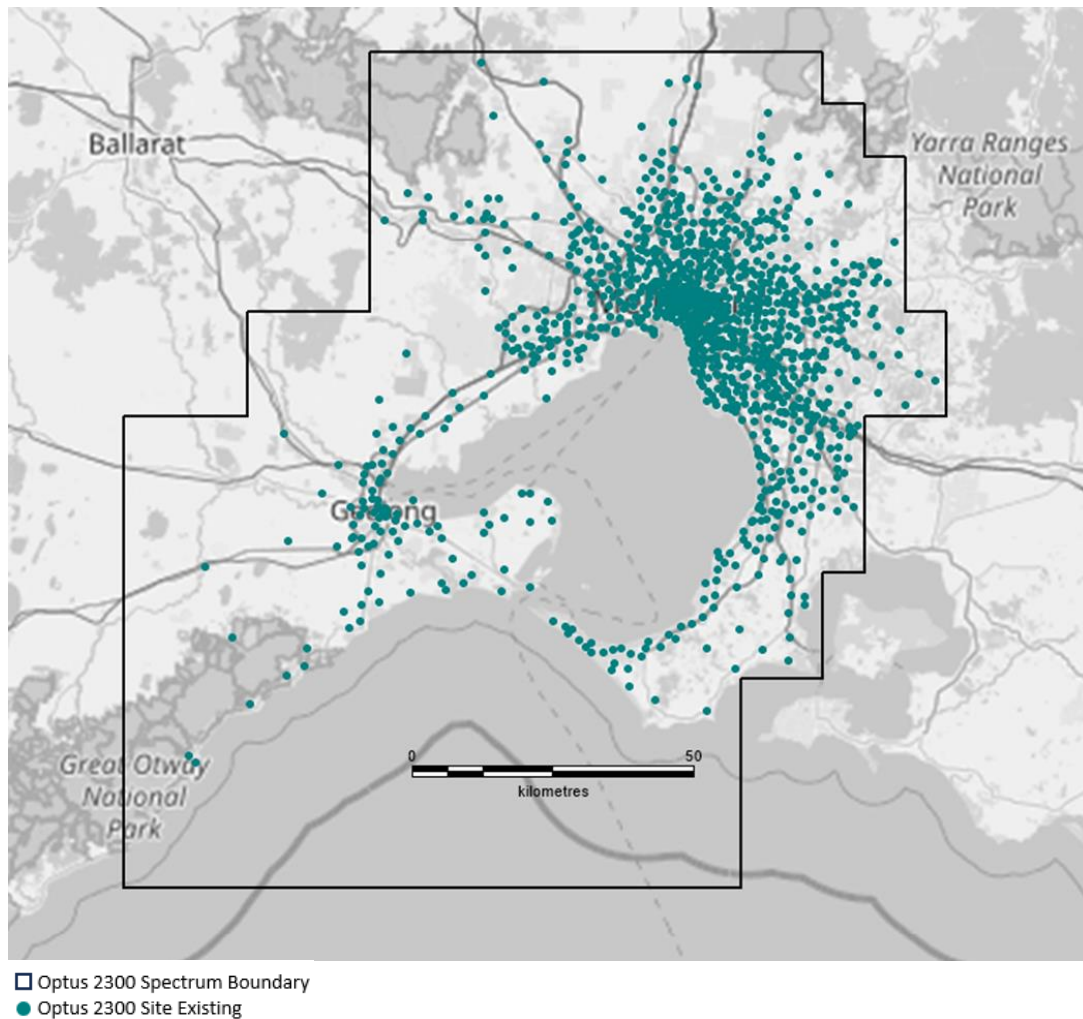 Ballarat
Yarra Ranges
National
Park
Geelong
0 50
kilometres
Great Otway
National
Park
Optus 2300 Spectrum Boundary
Optus 2300 Site Existing